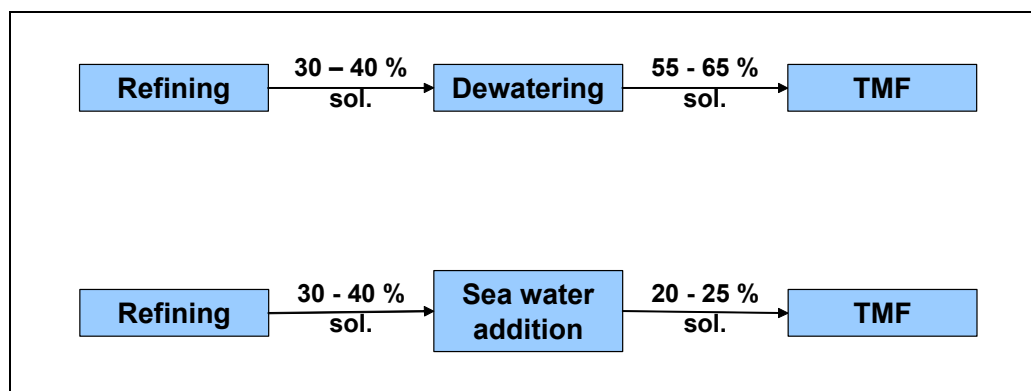 30 – 40 %
55 - 65 %
Refining
Dewatering
TMF
sol.
sol.
30 - 40 %
Sea water
20 - 25 %
Refining
addition
TMF
sol.
sol.